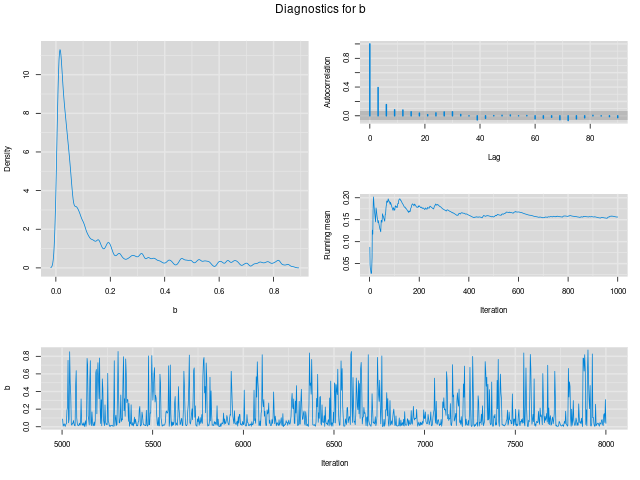 Diagnostics for b
Density
0 2 4 6 8 10
0.0 0.2 0.4 0.6 0.8
b
Autocorrelation
0.0 0.4 0.8
0 20 40 60 80
Lag
Running mean
0.05 0.10 0.15 0.20
0 200 400 600 800 1000
Iteration
b
0.0 0.2 0.4 0.6 0.8
5000 5500 6000 6500 7000 7500 8000
Iteration